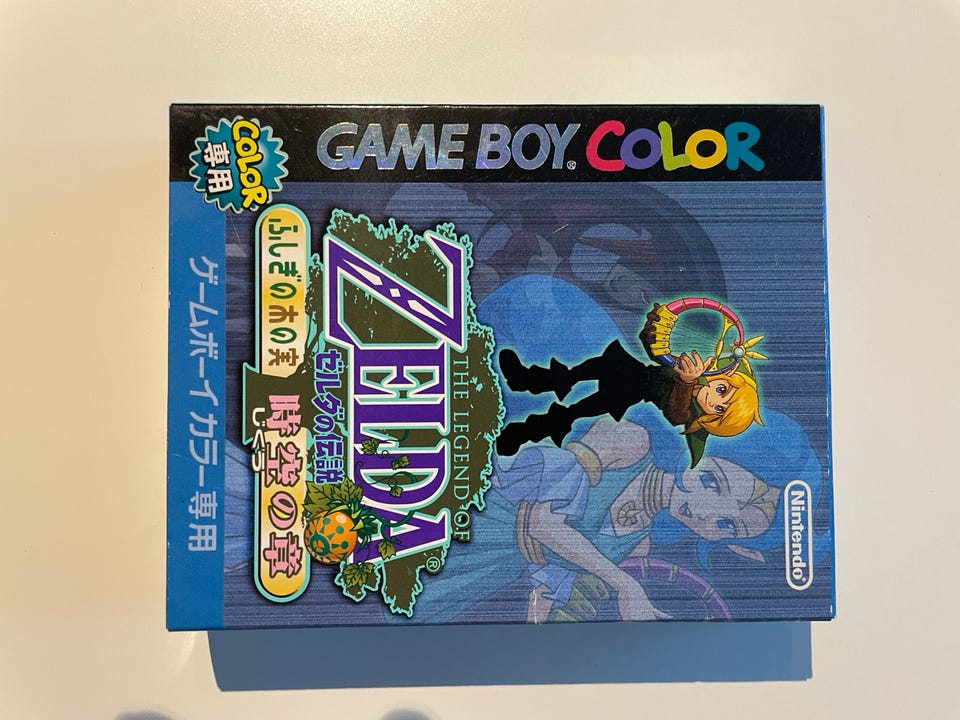 GAME BOY® COLOR
COLOR
専用
Nintendo®
THE LEGEND OF
ZELDA®
ゼルダの伝説
ふしぎの木の実
時空の章
じくう
ゲームボーイ カラー専用